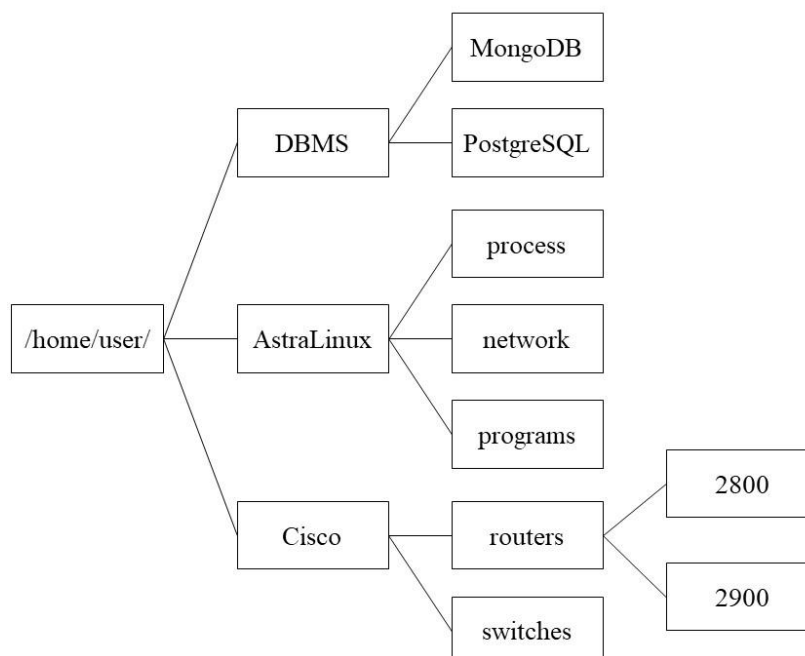 MongoDB
DBMS
PostgreSQL
process
/home/user/
AstraLinux
network
programs
2800
Cisco
routers
2900
switches